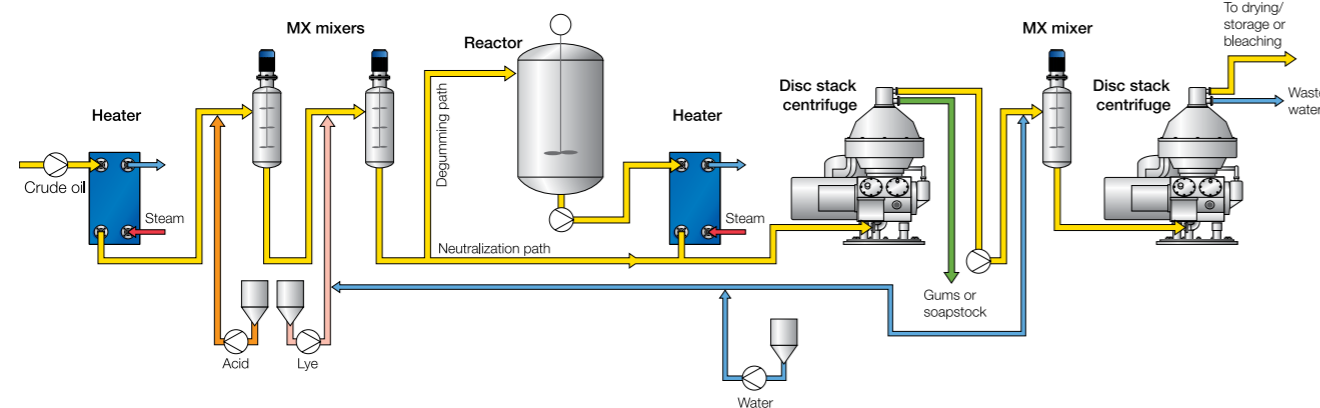 To drying/
storage or
bleaching
MX mixers
MX mixer
Reactor
Disc stack
centrifuge
Disc stack
centrifuge
Waste
water
Heater
Heater
Degumming path
Crude oil
Steam
Steam
Neutralization path
Gums or
soapstock
Acid
Lye
Water